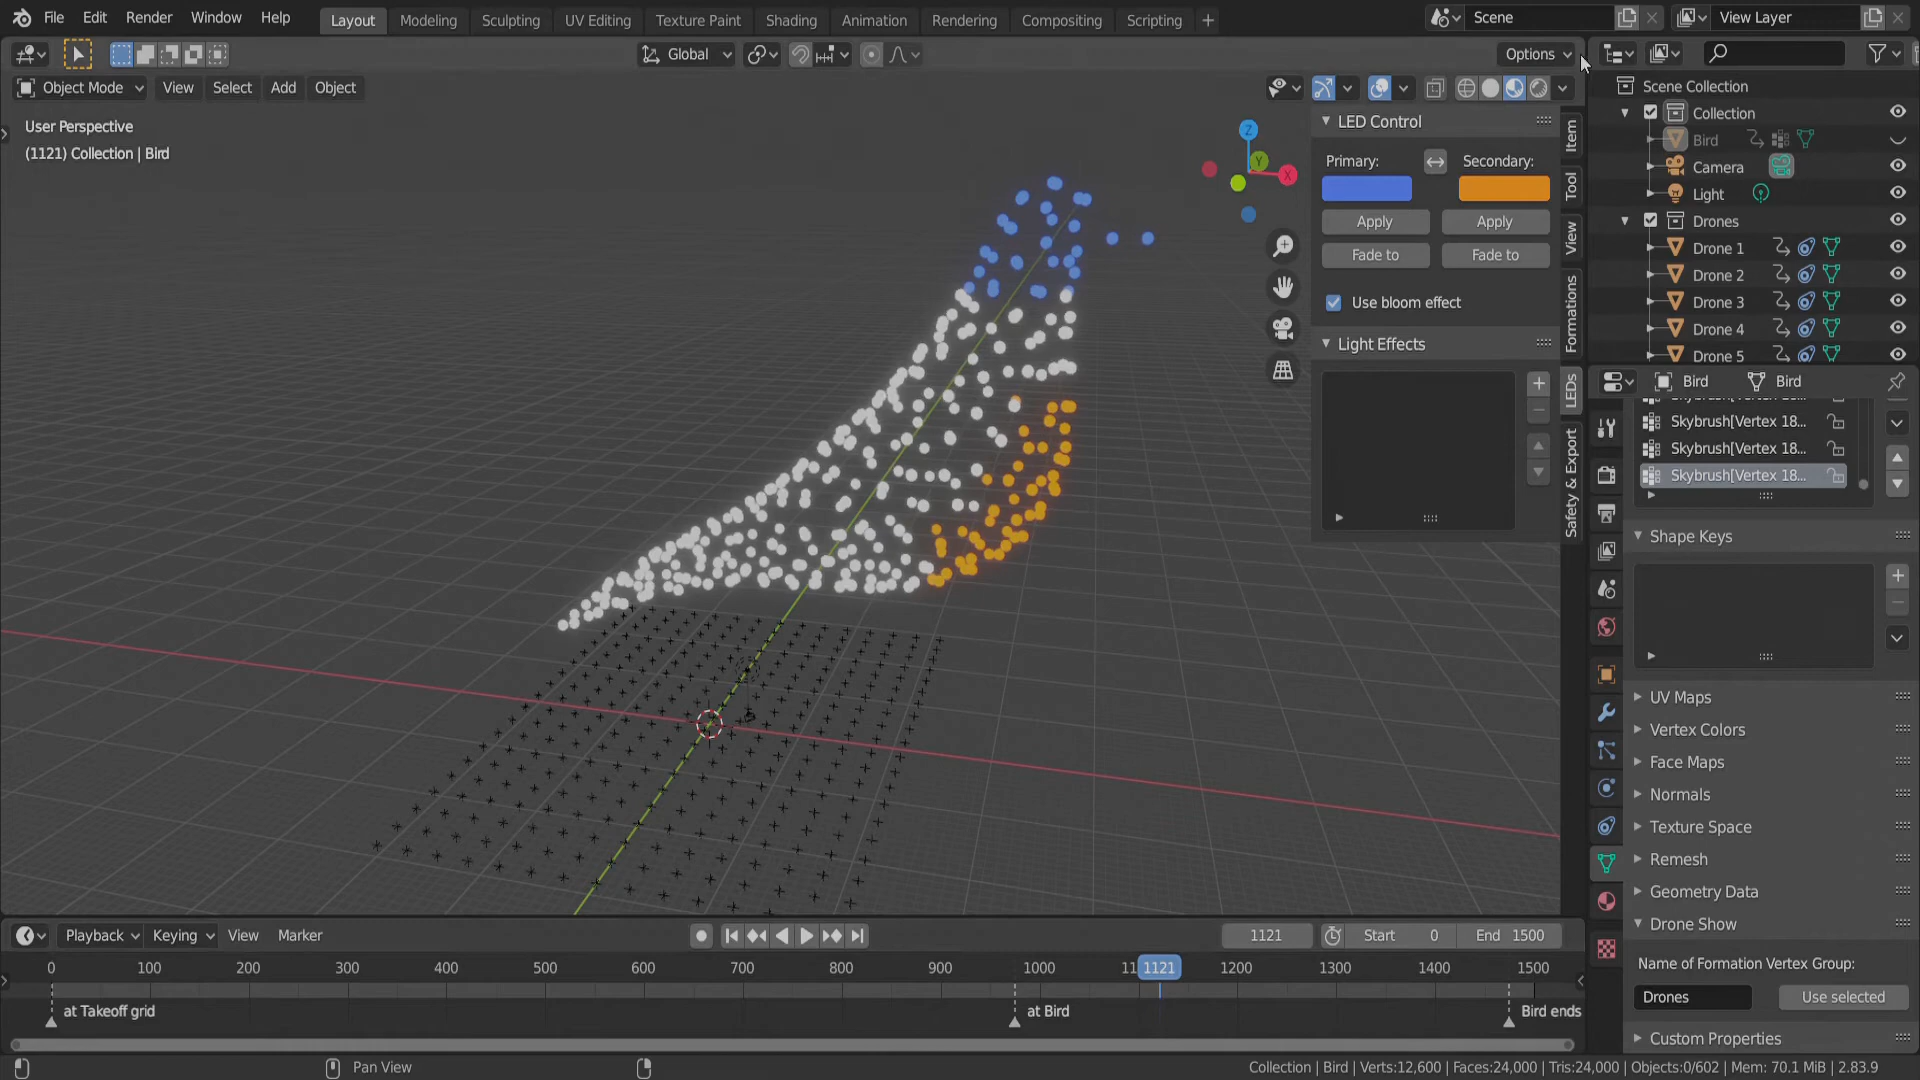 File Edit Render Window Help
Layout Modeling Sculpting UV Editing Texture Paint Shading Animation Rendering Compositing Scripting +
Scene
View Layer
Global
Options
Object Mode View Select Add Object
User Perspective
(1121) Collection | Bird
Z
Y
X
LED Control
Primary: Secondary:
Apply Apply
Fade to Fade to
Use bloom effect
Light Effects
Item
Tool
View
Formations
LEDs
Safety & Export
Scene Collection
Collection
Bird
Camera
Light
Drones
Drone 1
Drone 2
Drone 3
Drone 4
Drone 5
Bird Bird
Skybrush[Vertex 18...
Skybrush[Vertex 18...
Skybrush[Vertex 18...
Shape Keys
UV Maps
Vertex Colors
Face Maps
Normals
Texture Space
Remesh
Geometry Data
Drone Show
Name of Formation Vertex Group:
Drones Use selected
Custom Properties
Playback Keying View Marker
1121 Start 0 End 1500
0 100 200 300 400 500 600 700 800 900 1000 11 1121 1200 1300 1400 1500
at Takeoff grid at Bird Bird ends
Pan View
Collection | Bird | Verts:12,600 | Faces:24,000 | Tris:24,000 | Objects:0/602 | Mem: 70.1 MiB | 2.83.9